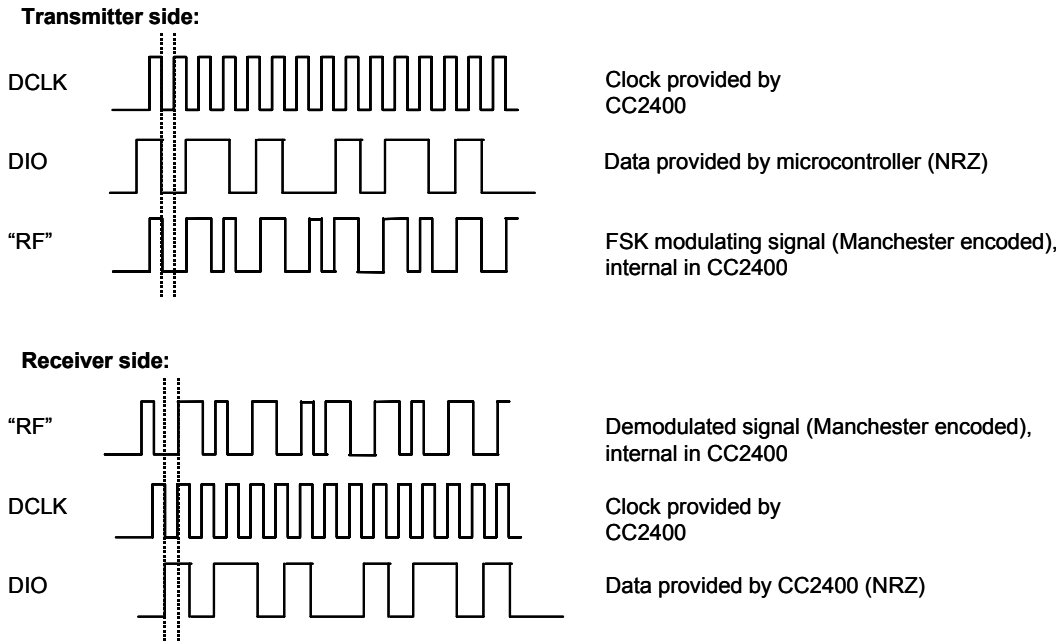 Transmitter side:
DCLK
Clock provided by
CC2400
DIO
Data provided by microcontroller (NRZ)
“RF”
FSK modulating signal (Manchester encoded),
internal in CC2400
Receiver side:
“RF”
Demodulated signal (Manchester encoded),
internal in CC2400
DCLK
Clock provided by
CC2400
DIO
Data provided by CC2400 (NRZ)